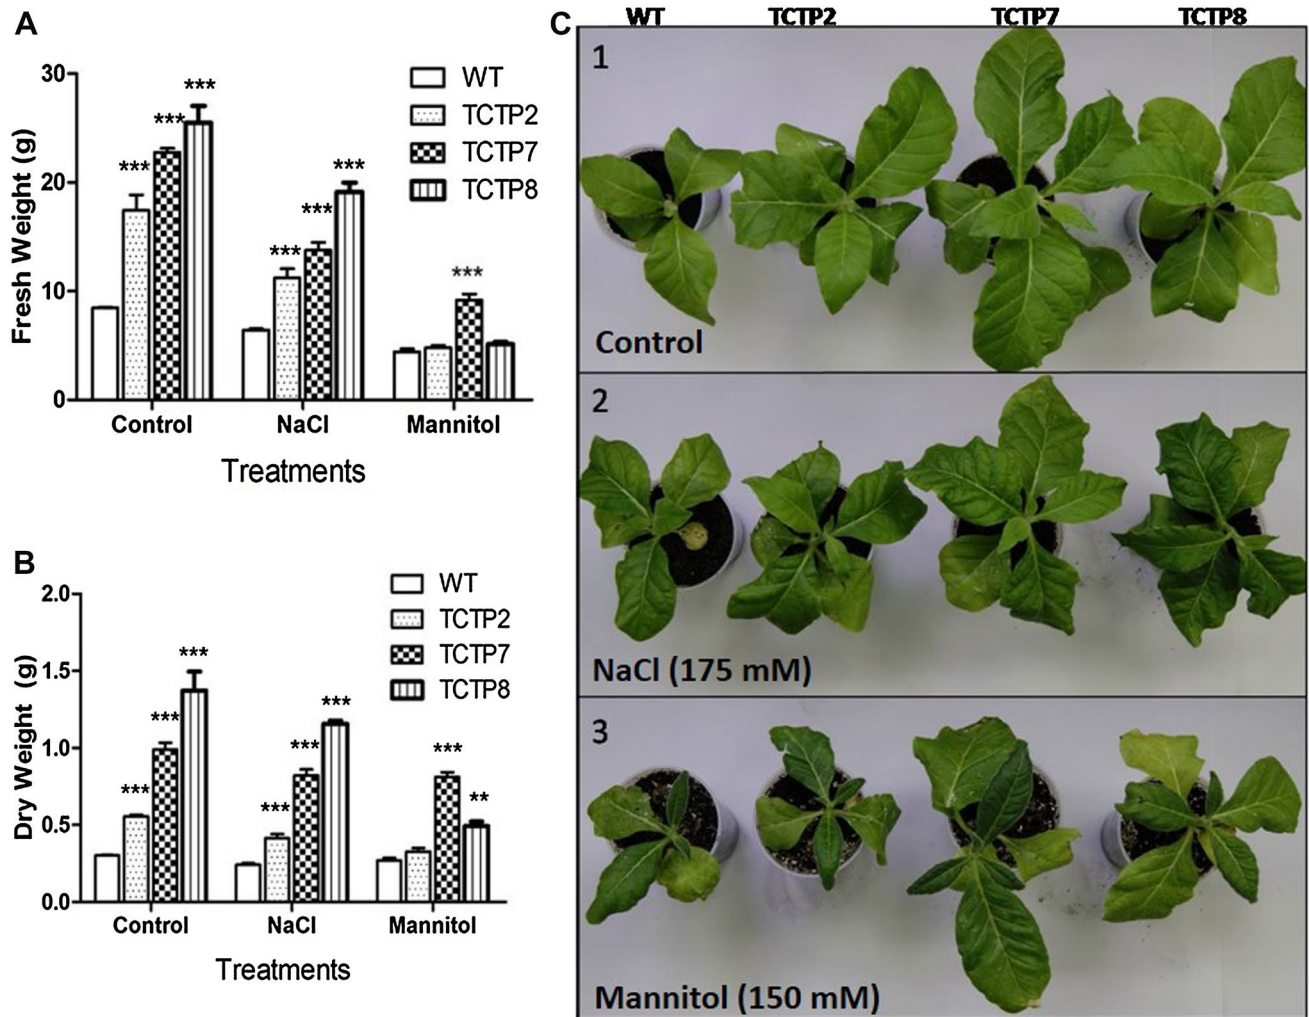 A
Fresh Weight (g)
30
20
10
0
*** *** ***
*** *** ***
***
WT
TCTP2
TCTP7
TCTP8
Control NaCl Mannitol
Treatments
B
Dry Weight (g)
2.0
1.5
1.0
0.5
0.0
*** *** ***
*** *** ***
*** **
WT
TCTP2
TCTP7
TCTP8
Control NaCl Mannitol
Treatments
C WT TCTP2 TCTP7 TCTP8
1
Control
2
NaCl (175 mM)
3
Mannitol (150 mM)